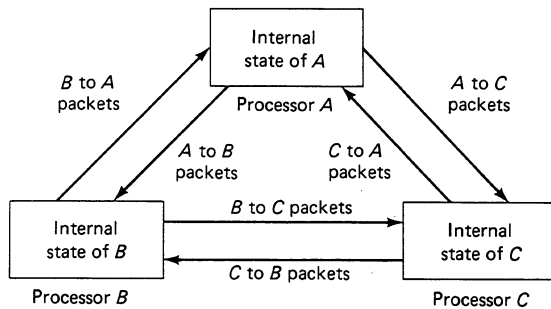 Internal
state of A
Processor A
B to A
packets
A to C
packets
A to B
packets
C to A
packets
Internal
state of B
Processor B
B to C packets
C to B packets
Internal
state of C
Processor C